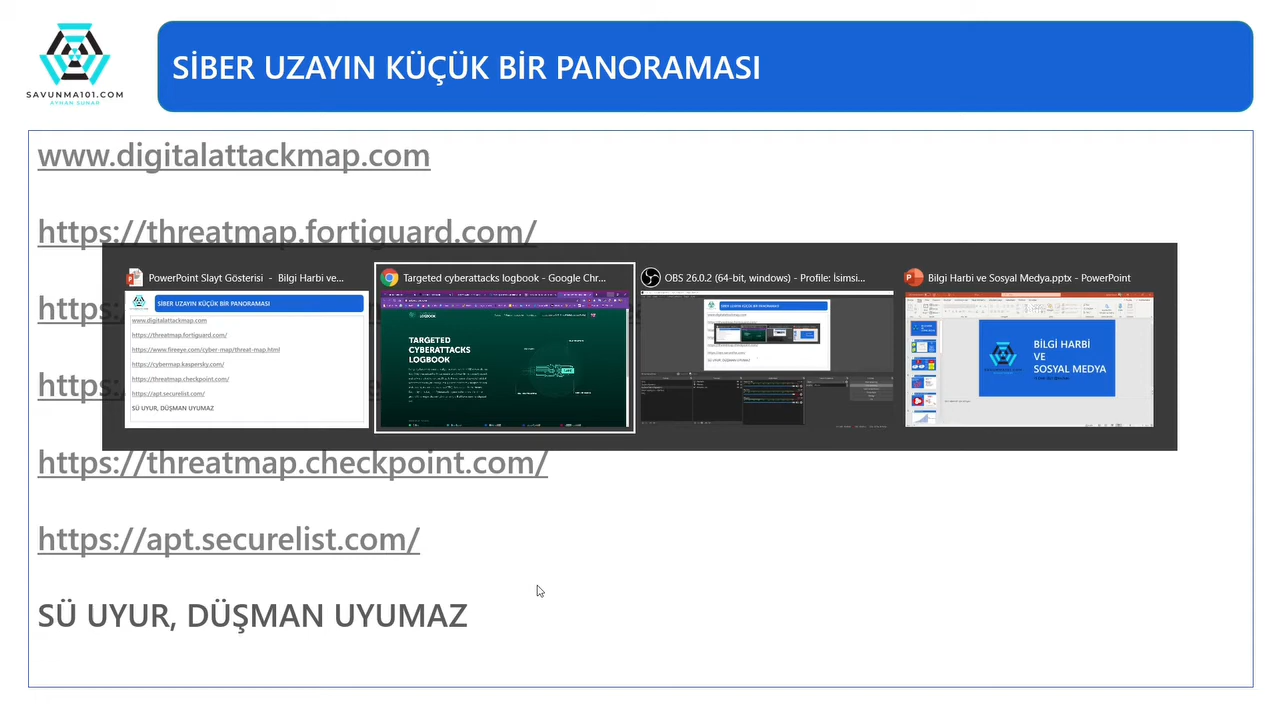 SAVUNMA101.COM
AYHAN SUNAR
SİBER UZAYIN KÜÇÜK BİR PANORAMASI
www.digitalattackmap.com
https://threatmap.fortiguard.com/
https:
https:
https://threatmap.checkpoint.com/
https://apt.securelist.com/
SÜ UYUR, DÜŞMAN UYUMAZ
PowerPoint Slayt Gösterisi - Bilgi Harbi ve...
SİBER UZAYIN KÜÇÜK BİR PANORAMASI
www.digitalattackmap.com
https://threatmap.fortiguard.com/
https://www.fireeye.com/cyber-map/threat-map.html
https://cybermap.kaspersky.com/
https://threatmap.checkpoint.com/
https://apt.securelist.com/
SÜ UYUR, DÜŞMAN UYUMAZ
Targeted cyberattacks logbook - Google Chr...
TARGETED
CYBERATTACKS
LOGBOOK
OBS 26.0.2 (64-bit, windows) - Profile: İsimsi...
Bilgi Harbi ve Sosyal Medya.pptx - PowerPoint
BİLGİ HARBİ
VE
SOSYAL MEDYA